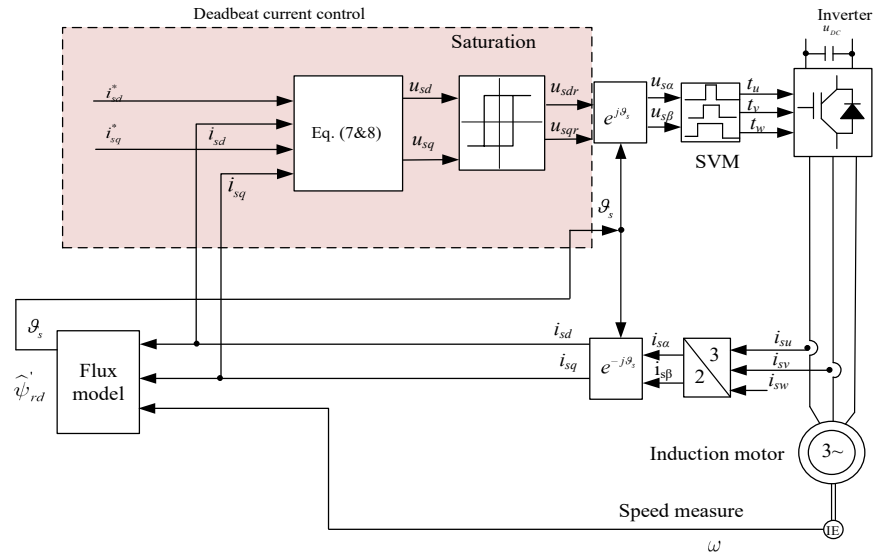 Deadbeat current control
Inverter
u_DC
Saturation
i*_sd
i*_sq
i_sd
i_sq
Eq. (7&8)
u_sd
u_sq
u_sdr
u_sqr
e^{jϑ_s}
u_sα
u_sβ
SVM
t_u
t_v
t_w
ϑ_s
ϑ_s
ψ̂'_rd
Flux
model
i_sd
i_sq
e^{-jϑ_s}
i_sα
i_sβ
3
2
i_su
i_sv
i_sw
Induction motor
3~
Speed measure
IE
ω